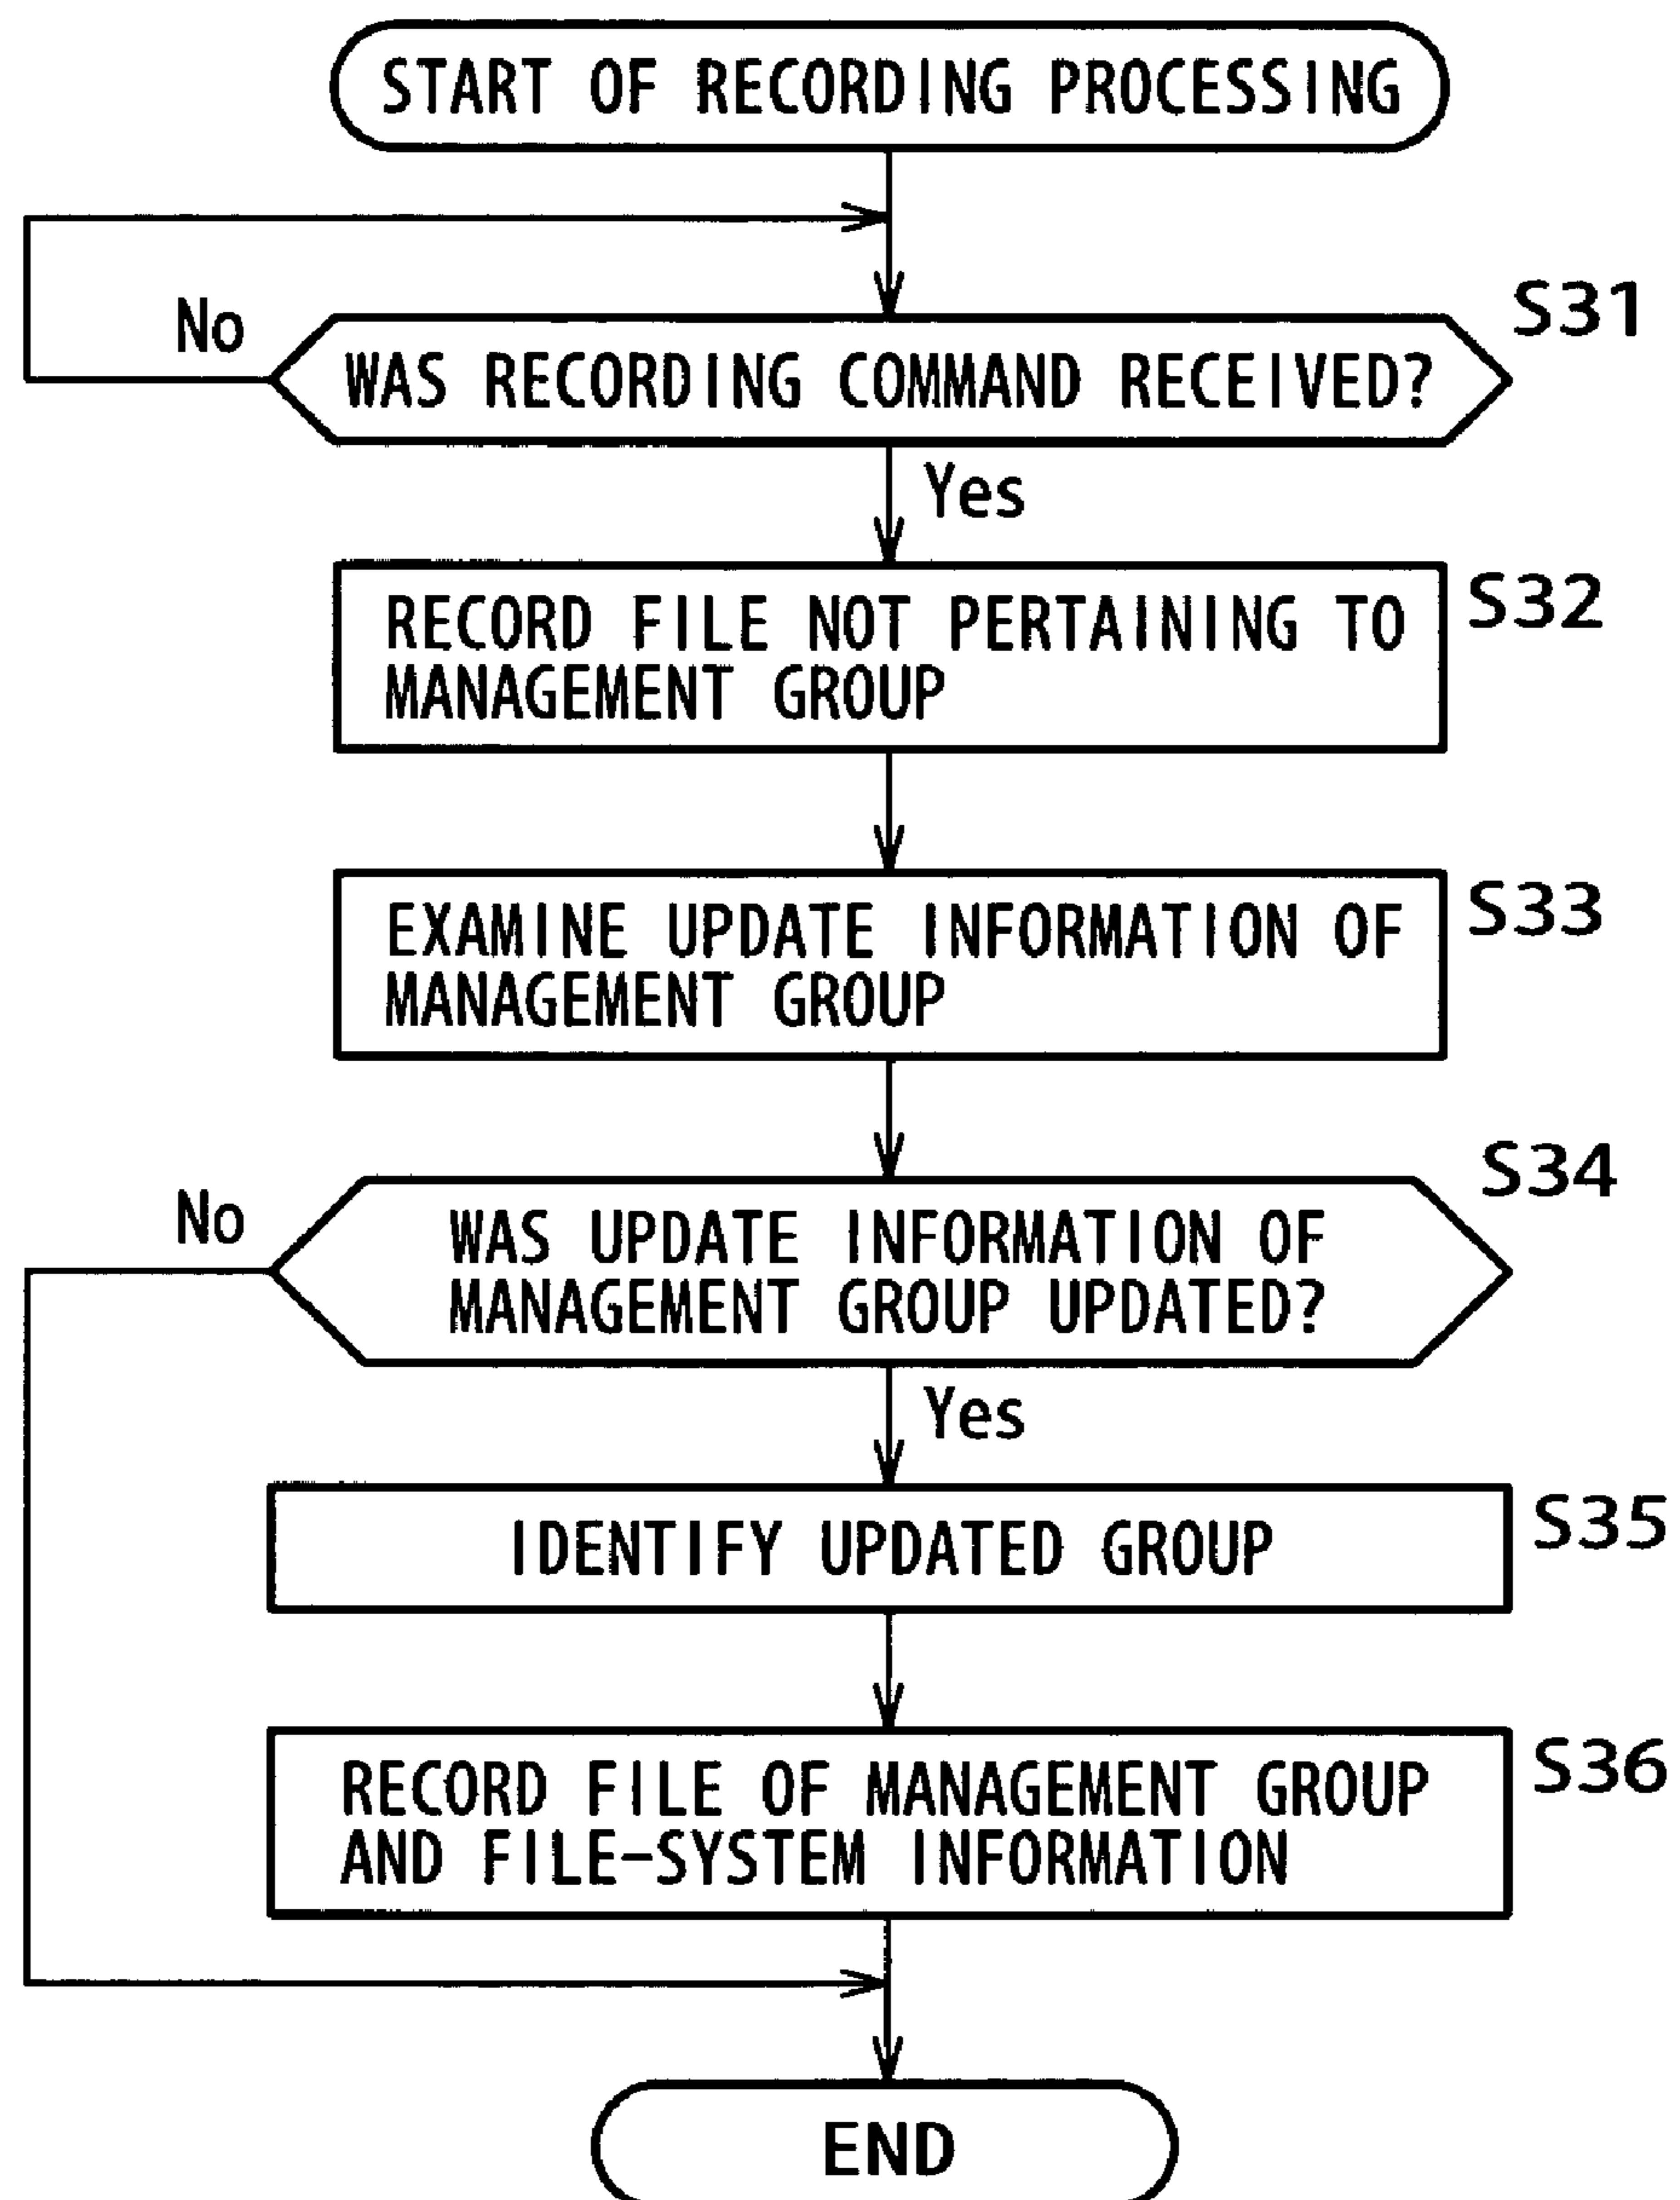 START OF RECORDING PROCESSING
S31
No
WAS RECORDING COMMAND RECEIVED?
Yes
S32
RECORD FILE NOT PERTAINING TO
MANAGEMENT GROUP
S33
EXAMINE UPDATE INFORMATION OF
MANAGEMENT GROUP
S34
No
WAS UPDATE INFORMATION OF
MANAGEMENT GROUP UPDATED?
Yes
S35
IDENTIFY UPDATED GROUP
S36
RECORD FILE OF MANAGEMENT GROUP
AND FILE-SYSTEM INFORMATION
END